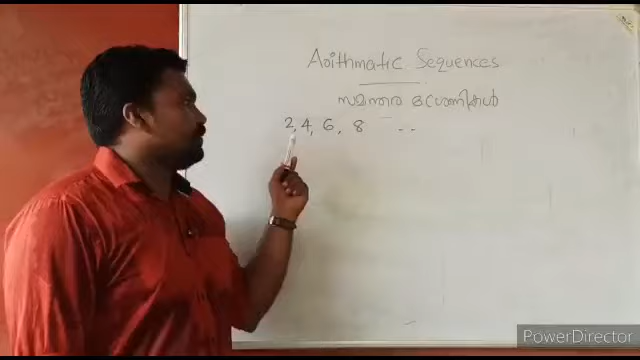 Arithmatic Sequences
സമാന്തര ശ്രേണികൾ
2, 4, 6, 8 ..
PowerDirector